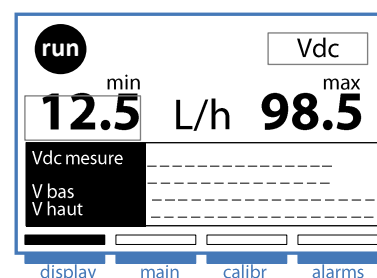 run Vdc
min max
12.5 L/h 98.5
Vdc mesure
V bas
V haut
display main calibr alarms